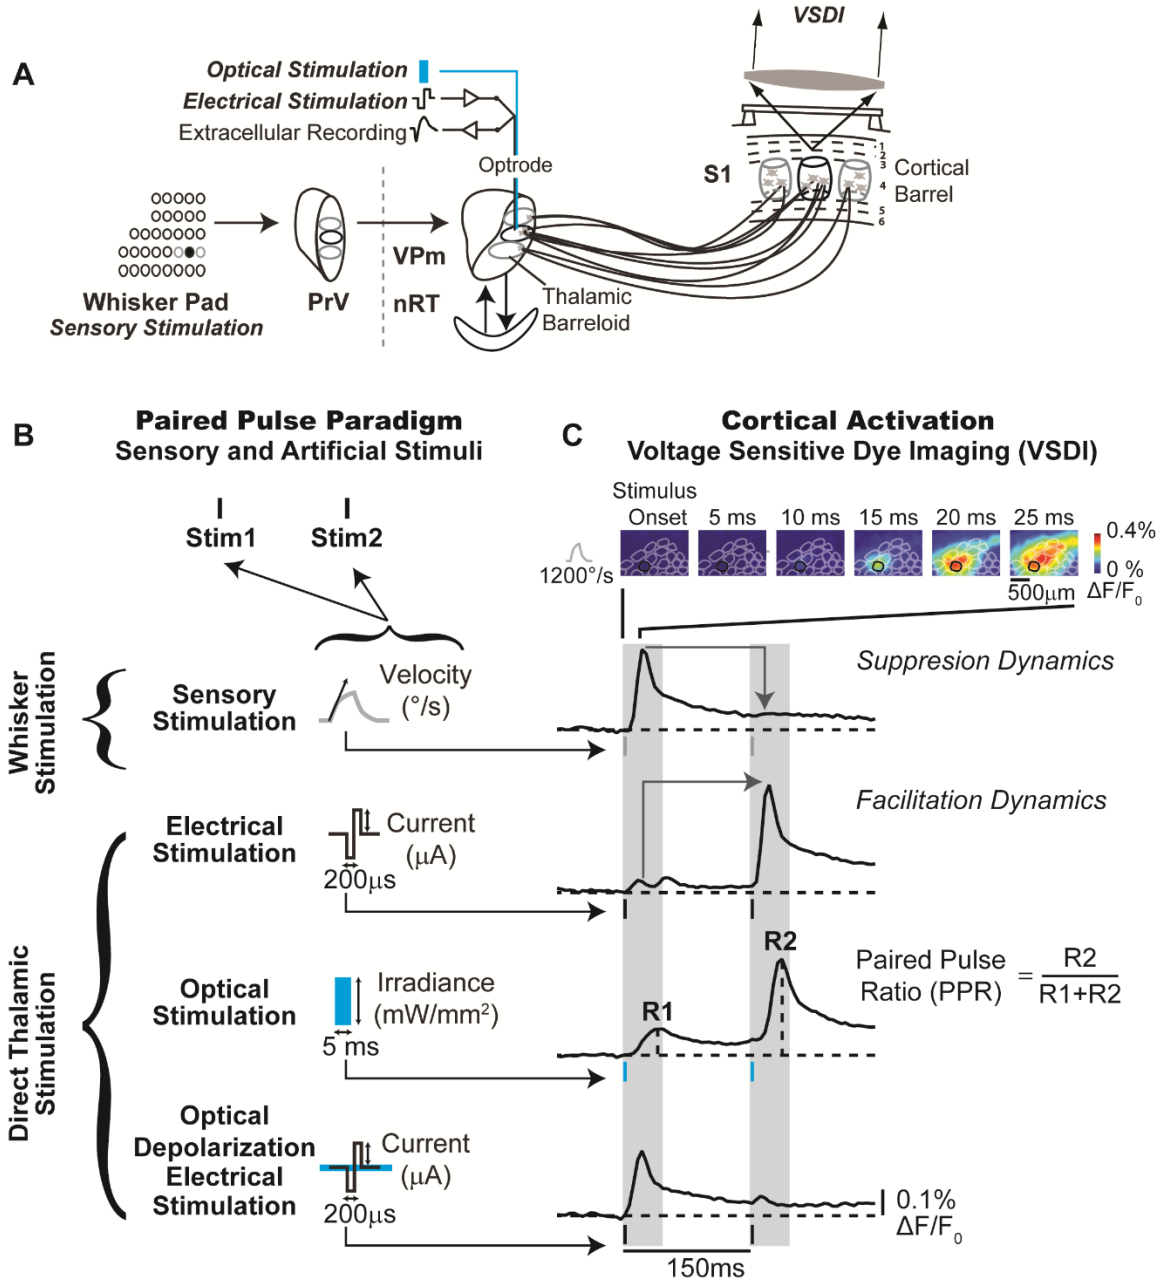 A
VSDI
Optical Stimulation
Electrical Stimulation
Extracellular Recording
Optrode
S1
1
2
3
4
5
6
Cortical
Barrel
VPm
nRT
Thalamic
Barreloid
Whisker Pad
Sensory Stimulation
PrV
B
Paired Pulse Paradigm
Sensory and Artificial Stimuli
Stim1
Stim2
Whisker
Stimulation
Sensory
Stimulation
Velocity
(°/s)
Direct Thalamic
Stimulation
Electrical
Stimulation
Current
(μA)
200μs
Optical
Stimulation
Irradiance
(mW/mm²)
5 ms
Optical
Depolarization
Electrical
Stimulation
Current
(μA)
200μs
C
Cortical Activation
Voltage Sensitive Dye Imaging (VSDI)
Stimulus
Onset 5 ms 10 ms 15 ms 20 ms 25 ms
1200°/s
0.4%
0 %
ΔF/F₀
500μm
Suppresion Dynamics
Facilitation Dynamics
R1
R2
Paired Pulse
Ratio (PPR) = R2
R1+R2
0.1%
ΔF/F₀
150ms